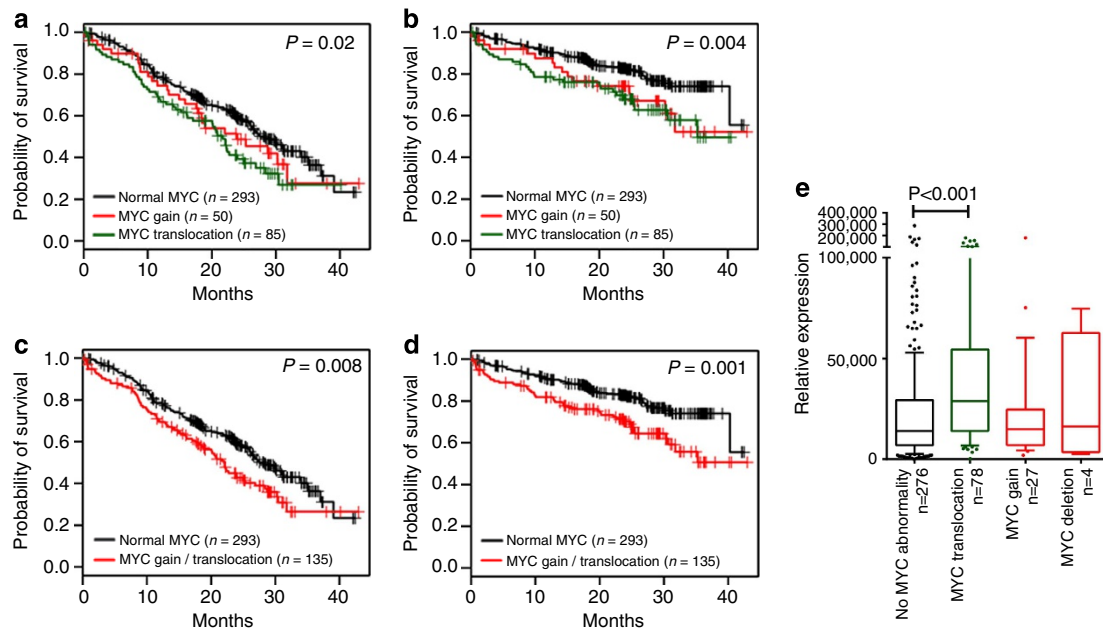 a
P = 0.02
Probability of survival
1.0
0.8
0.6
0.4
0.2
0.0
Normal MYC (n = 293)
MYC gain (n = 50)
MYC translocation (n = 85)
0 10 20 30 40
Months
b
P = 0.004
Probability of survival
1.0
0.8
0.6
0.4
0.2
0.0
Normal MYC (n = 293)
MYC gain (n = 50)
MYC translocation (n = 85)
0 10 20 30 40
Months
c
P = 0.008
Probability of survival
1.0
0.8
0.6
0.4
0.2
0.0
Normal MYC (n = 293)
MYC gain / translocation (n = 135)
0 10 20 30 40
Months
d
P = 0.001
Probability of survival
1.0
0.8
0.6
0.4
0.2
0.0
Normal MYC (n = 293)
MYC gain / translocation (n = 135)
0 10 20 30 40
Months
e
P<0.001
Relative expression
400,000
300,000
200,000
100,000
50,000
0
No MYC abnormality
n=276
MYC translocation
n=78
MYC gain
n=27
MYC deletion
n=4